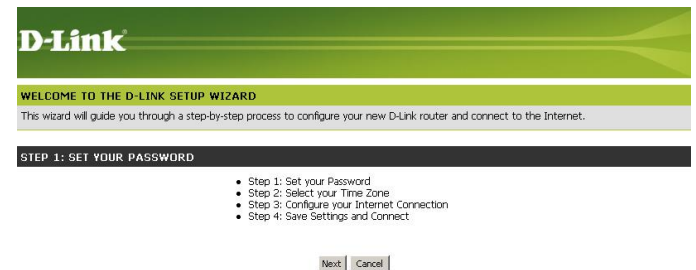 D-Link
WELCOME TO THE D-LINK SETUP WIZARD
This wizard will guide you through a step-by-step process to configure your new D-Link router and connect to the Internet.
STEP 1: SET YOUR PASSWORD
• Step 1: Set your Password
• Step 2: Select your Time Zone
• Step 3: Configure your Internet Connection
• Step 4: Save Settings and Connect
Next Cancel